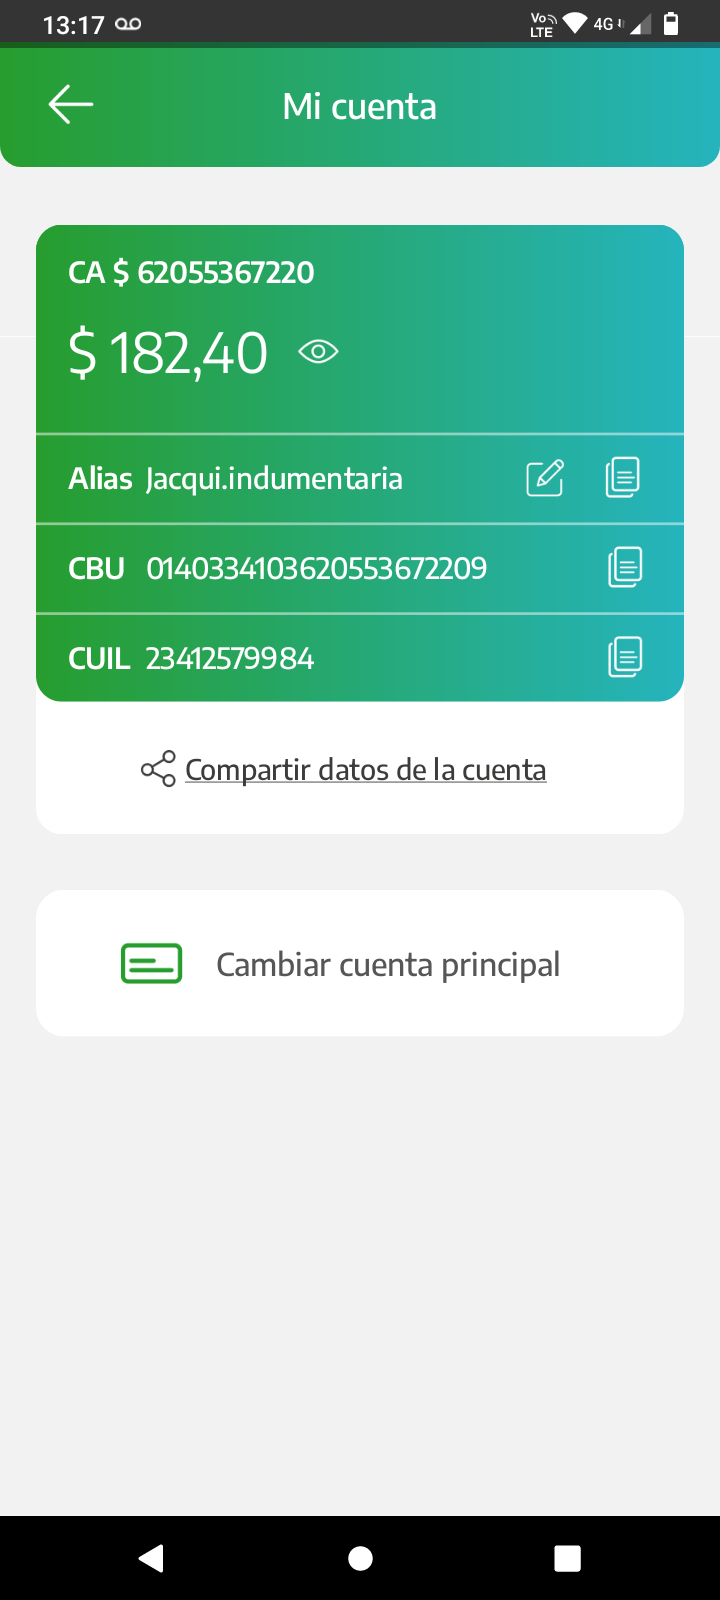 13:17
Vo LTE 4G
Mi cuenta
CA $ 62055367220
$ 182,40
Alias Jacqui.indumentaria
CBU 0140334103620553672209
CUIL 23412579984
Compartir datos de la cuenta
Cambiar cuenta principal